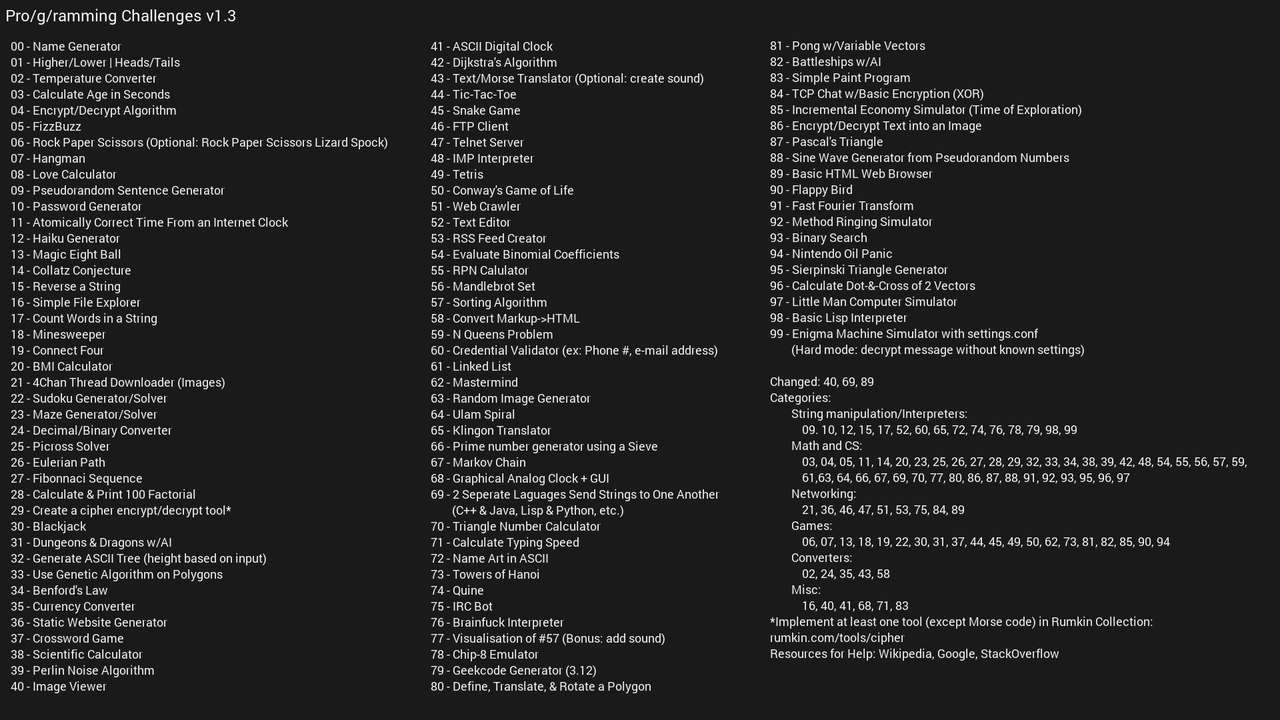 Pro/g/ramming Challenges v1.3
00 - Name Generator
01 - Higher/Lower | Heads/Tails
02 - Temperature Converter
03 - Calculate Age in Seconds
04 - Encrypt/Decrypt Algorithm
05 - FizzBuzz
06 - Rock Paper Scissors (Optional: Rock Paper Scissors Lizard Spock)
07 - Hangman
08 - Love Calculator
09 - Pseudorandom Sentence Generator
10 - Password Generator
11 - Atomically Correct Time From an Internet Clock
12 - Haiku Generator
13 - Magic Eight Ball
14 - Collatz Conjecture
15 - Reverse a String
16 - Simple File Explorer
17 - Count Words in a String
18 - Minesweeper
19 - Connect Four
20 - BMI Calculator
21 - 4Chan Thread Downloader (Images)
22 - Sudoku Generator/Solver
23 - Maze Generator/Solver
24 - Decimal/Binary Converter
25 - Picross Solver
26 - Eulerian Path
27 - Fibonnaci Sequence
28 - Calculate & Print 100 Factorial
29 - Create a cipher encrypt/decrypt tool*
30 - Blackjack
31 - Dungeons & Dragons w/AI
32 - Generate ASCII Tree (height based on input)
33 - Use Genetic Algorithm on Polygons
34 - Benford's Law
35 - Currency Converter
36 - Static Website Generator
37 - Crossword Game
38 - Scientific Calculator
39 - Perlin Noise Algorithm
40 - Image Viewer
41 - ASCII Digital Clock
42 - Dijkstra's Algorithm
43 - Text/Morse Translator (Optional: create sound)
44 - Tic-Tac-Toe
45 - Snake Game
46 - FTP Client
47 - Telnet Server
48 - IMP Interpreter
49 - Tetris
50 - Conway's Game of Life
51 - Web Crawler
52 - Text Editor
53 - RSS Feed Creator
54 - Evaluate Binomial Coefficients
55 - RPN Calulator
56 - Mandlebrot Set
57 - Sorting Algorithm
58 - Convert Markup->HTML
59 - N Queens Problem
60 - Credential Validator (ex: Phone #, e-mail address)
61 - Linked List
62 - Mastermind
63 - Random Image Generator
64 - Ulam Spiral
65 - Klingon Translator
66 - Prime number generator using a Sieve
67 - Markov Chain
68 - Graphical Analog Clock + GUI
69 - 2 Seperate Laguages Send Strings to One Another
(C++ & Java, Lisp & Python, etc.)
70 - Triangle Number Calculator
71 - Calculate Typing Speed
72 - Name Art in ASCII
73 - Towers of Hanoi
74 - Quine
75 - IRC Bot
76 - Brainfuck Interpreter
77 - Visualisation of #57 (Bonus: add sound)
78 - Chip-8 Emulator
79 - Geekcode Generator (3.12)
80 - Define, Translate, & Rotate a Polygon
81 - Pong w/Variable Vectors
82 - Battleships w/AI
83 - Simple Paint Program
84 - TCP Chat w/Basic Encryption (XOR)
85 - Incremental Economy Simulator (Time of Exploration)
86 - Encrypt/Decrypt Text into an Image
87 - Pascal's Triangle
88 - Sine Wave Generator from Pseudorandom Numbers
89 - Basic HTML Web Browser
90 - Flappy Bird
91 - Fast Fourier Transform
92 - Method Ringing Simulator
93 - Binary Search
94 - Nintendo Oil Panic
95 - Sierpinski Triangle Generator
96 - Calculate Dot-&-Cross of 2 Vectors
97 - Little Man Computer Simulator
98 - Basic Lisp Interpreter
99 - Enigma Machine Simulator with settings.conf
(Hard mode: decrypt message without known settings)
Changed: 40, 69, 89
Categories:
String manipulation/Interpreters:
09. 10, 12, 15, 17, 52, 60, 65, 72, 74, 76, 78, 79, 98, 99
Math and CS:
03, 04, 05, 11, 14, 20, 23, 25, 26, 27, 28, 29, 32, 33, 34, 38, 39, 42, 48, 54, 55, 56, 57, 59,
61,63, 64, 66, 67, 69, 70, 77, 80, 86, 87, 88, 91, 92, 93, 95, 96, 97
Networking:
21, 36, 46, 47, 51, 53, 75, 84, 89
Games:
06, 07, 13, 18, 19, 22, 30, 31, 37, 44, 45, 49, 50, 62, 73, 81, 82, 85, 90, 94
Converters:
02, 24, 35, 43, 58
Misc:
16, 40, 41, 68, 71, 83
*Implement at least one tool (except Morse code) in Rumkin Collection:
rumkin.com/tools/cipher
Resources for Help: Wikipedia, Google, StackOverflow